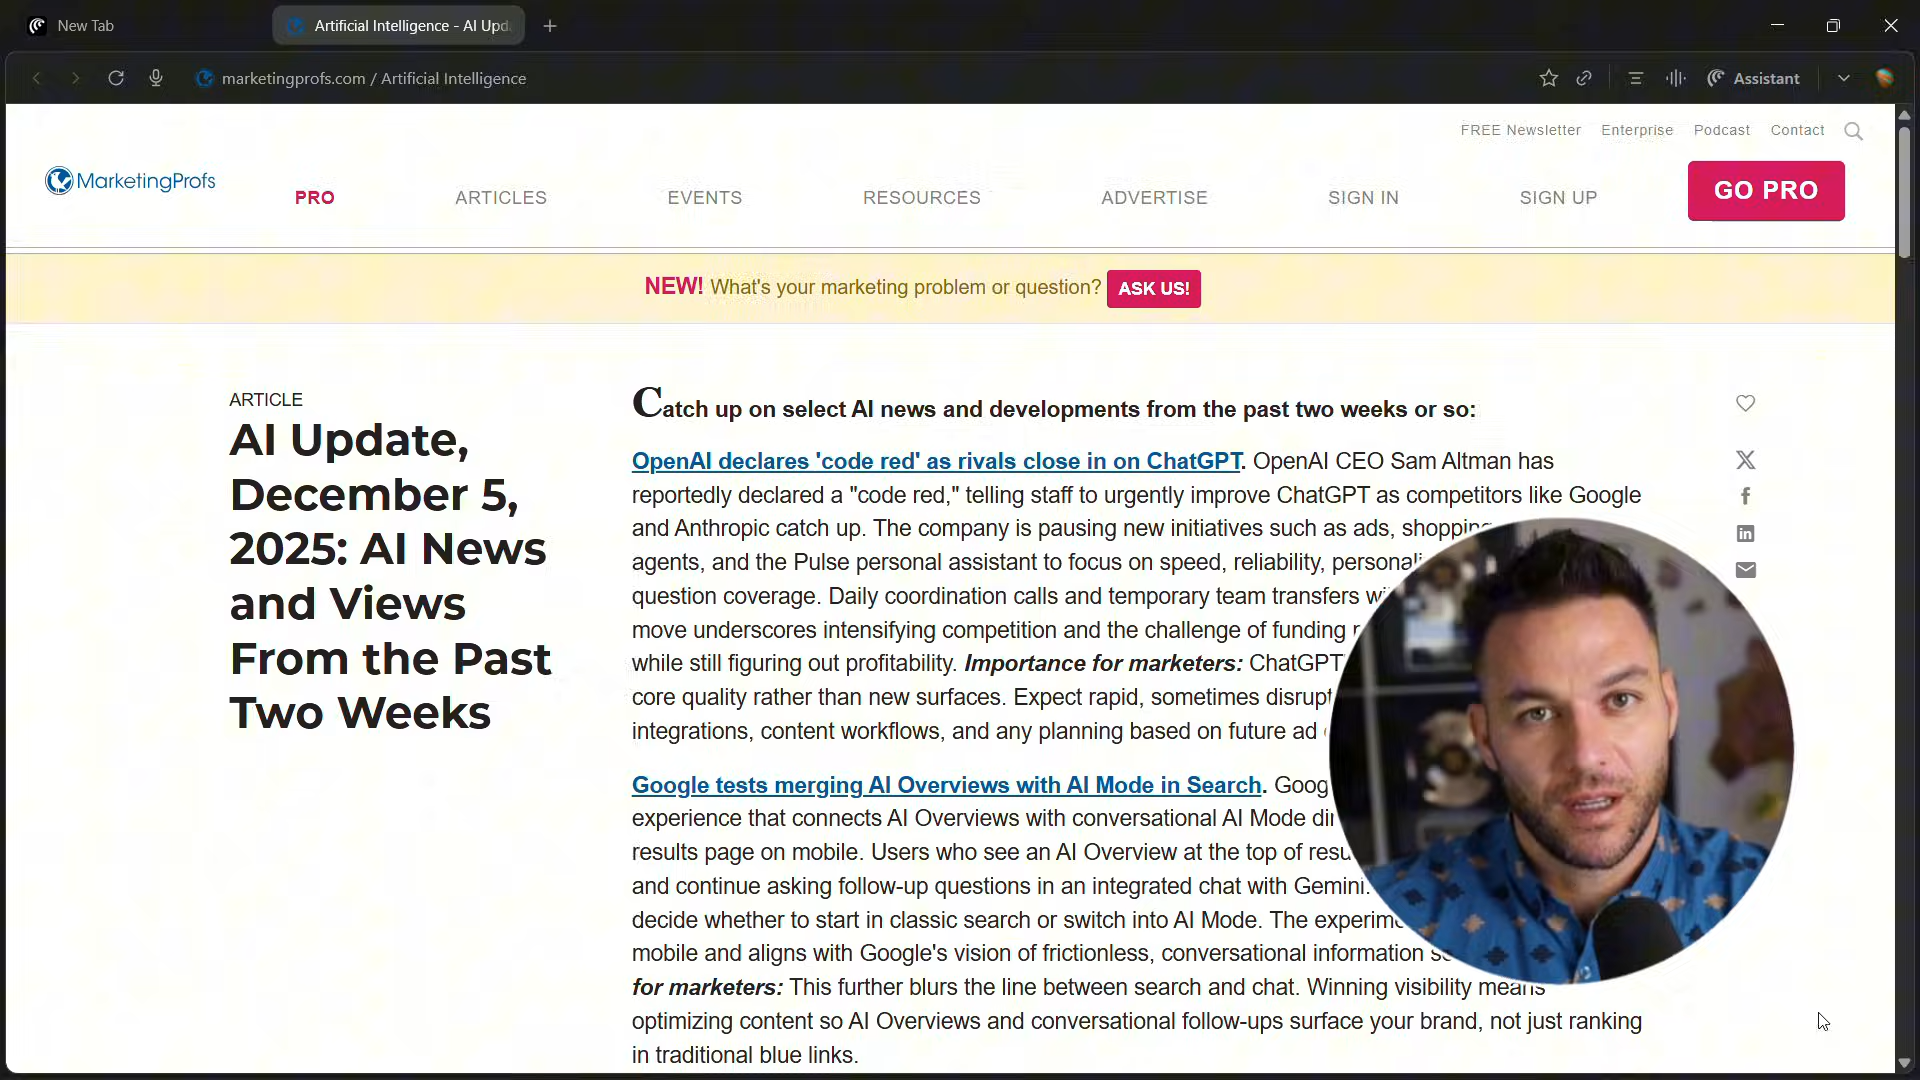 New Tab
Artificial Intelligence - AI Upd
marketingprofs.com / Artificial Intelligence
Assistant
FREE Newsletter Enterprise Podcast Contact
MarketingProfs
PRO ARTICLES EVENTS RESOURCES ADVERTISE SIGN IN SIGN UP GO PRO
NEW! What's your marketing problem or question? ASK US!
ARTICLE
AI Update,
December 5,
2025: AI News
and Views
From the Past
Two Weeks
Catch up on select AI news and developments from the past two weeks or so:
OpenAI declares 'code red' as rivals close in on ChatGPT. OpenAI CEO Sam Altman has
reportedly declared a "code red," telling staff to urgently improve ChatGPT as competitors like Google
and Anthropic catch up. The company is pausing new initiatives such as ads, shopping
agents, and the Pulse personal assistant to focus on speed, reliability,
question coverage. Daily coordination calls and temporary team transfers
move underscores intensifying competition and the challenge of funding
while still figuring out profitability. Importance for marketers: ChatGPT
core quality rather than new surfaces. Expect rapid, sometimes
integrations, content workflows, and any planning based on future ad
Google tests merging AI Overviews with AI Mode in Search. Goog
experience that connects AI Overviews with conversational AI Mode
results page on mobile. Users who see an AI Overview at the top of
and continue asking follow-up questions in an integrated chat with Gemini.
decide whether to start in classic search or switch into AI Mode. The
mobile and aligns with Google's vision of frictionless, conversational information
for marketers: This further blurs the line between search and chat. Winning visibility means
optimizing content so AI Overviews and conversational follow-ups surface your brand, not just ranking
in traditional blue links.